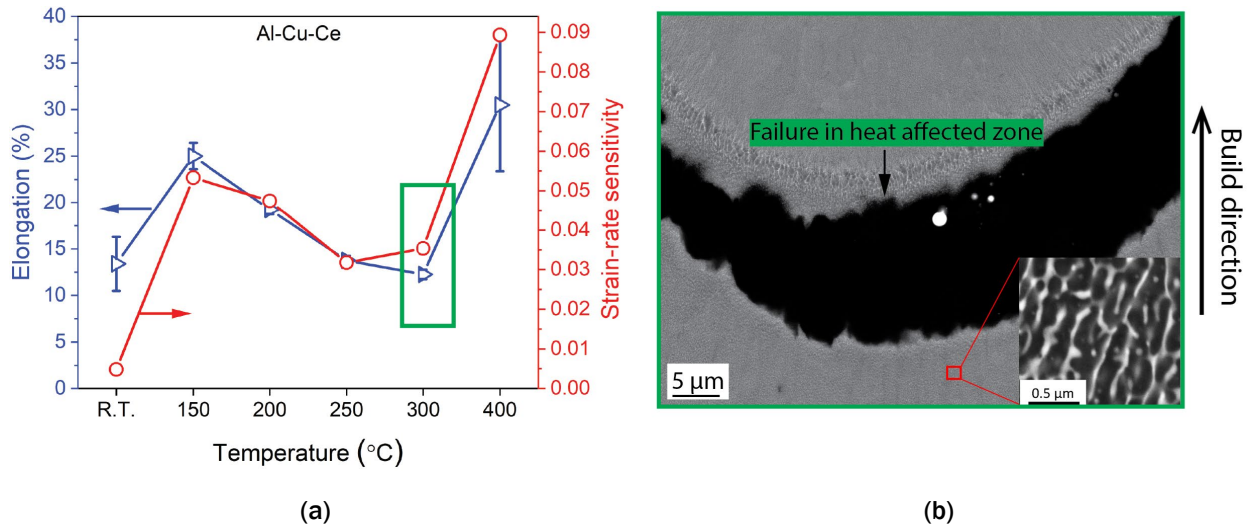 Al-Cu-Ce
Elongation (%)
40
35
30
25
20
15
10
5
0
0.09
0.08
0.07
0.06
0.05
0.04
0.03
0.02
0.01
0.00
Strain-rate sensitivity
R.T. 150 200 250 300 400
Temperature (°C)
(a)
Failure in heat affected zone
5 µm
0.5 µm
Build direction
(b)